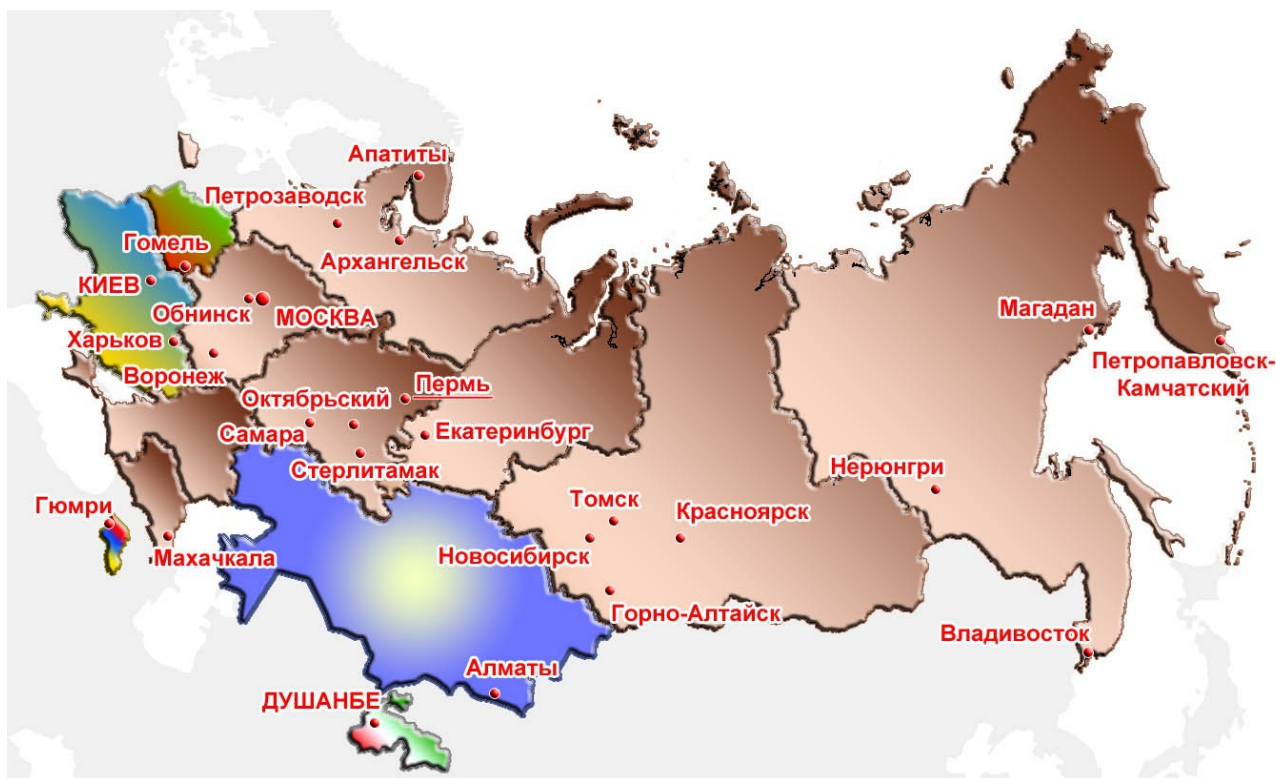 Апатиты
Петрозаводск
Архангельск
Гомель
КИЕВ
Обнинск
МОСКВА
Харьков
Воронеж
Магадан
Петропавловск-
Камчатский
Октябрьский
Пермь
Самара
Екатеринбург
Стерлитамак
Нерюнгри
Гюмри
Томск
Красноярск
Махачкала
Новосибирск
Горно-Алтайск
Владивосток
Алматы
ДУШАНБЕ